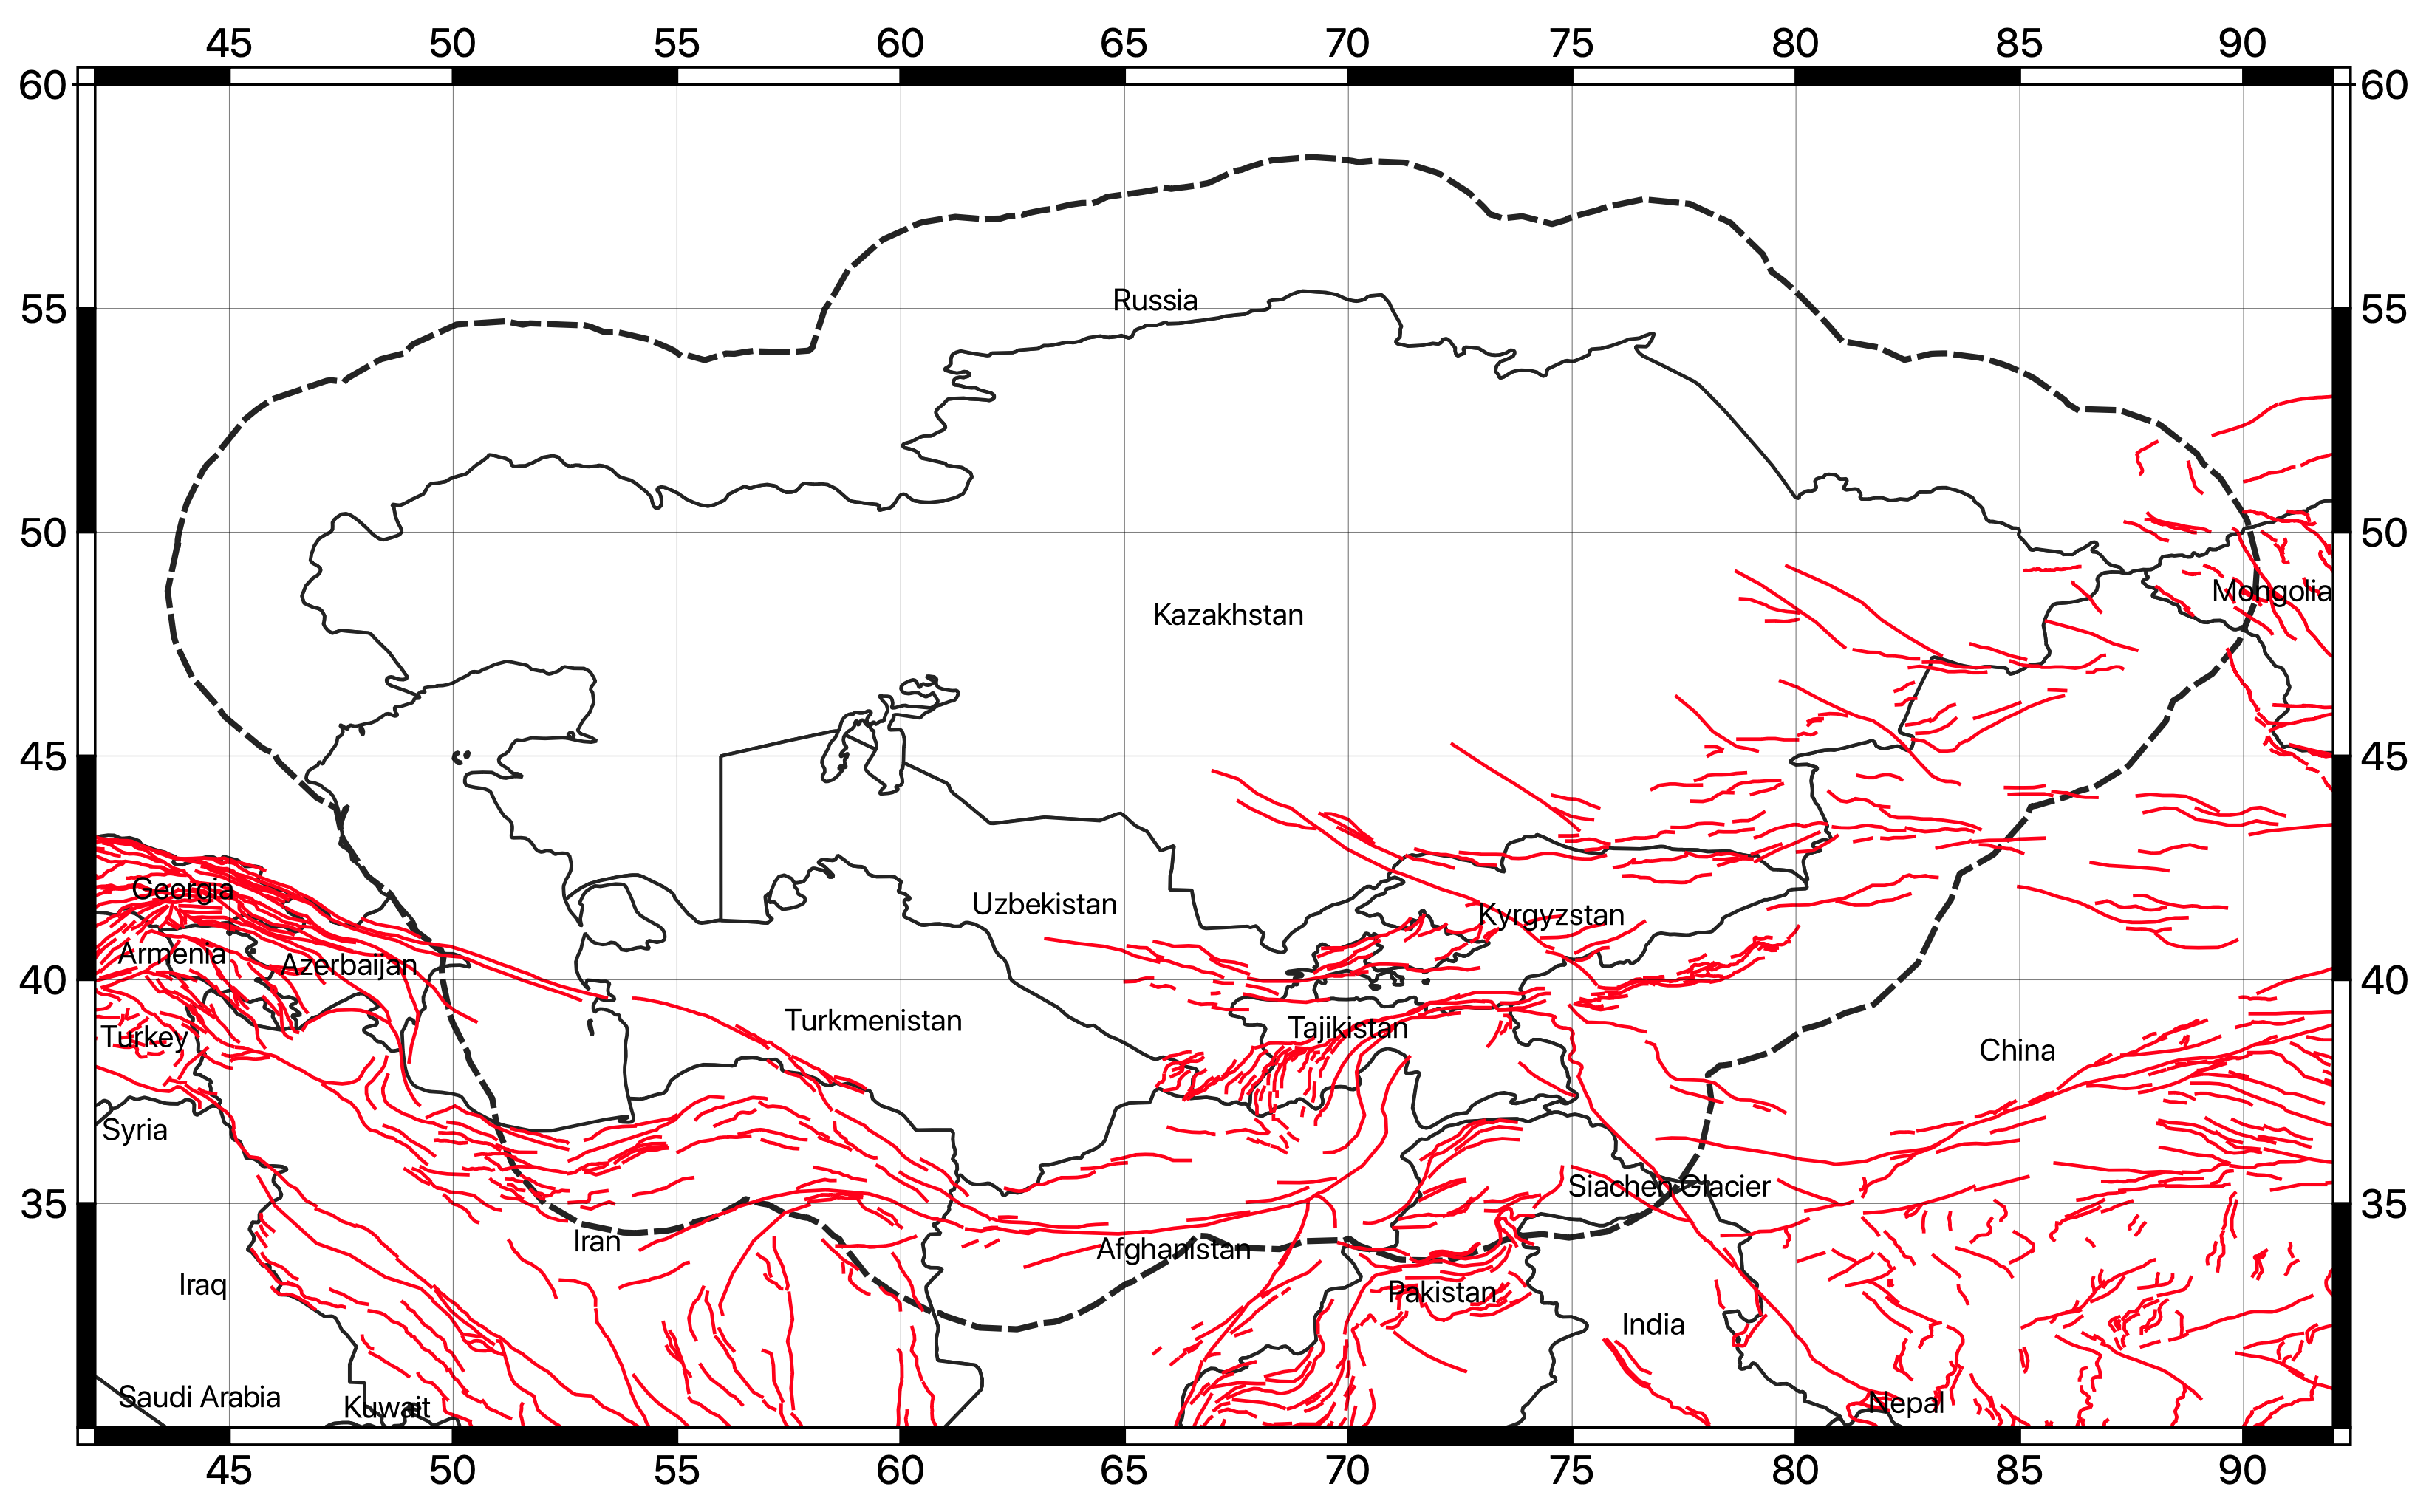 45 50 55 60 65 70 75 80 85 90
60 60
Russia
55 55
50 50
Mongolia
Kazakhstan
45 45
Georgia
Uzbekistan
Kyrgyzstan
Armenia
Azerbaijan
40 40
Turkmenistan
Tajikistan
Turkey
China
Syria
Siachen Glacier
35 35
Iran
Afghanistan
Iraq
Pakistan
India
Saudi Arabia
Kuwait
Nepal
45 50 55 60 65 70 75 80 85 90